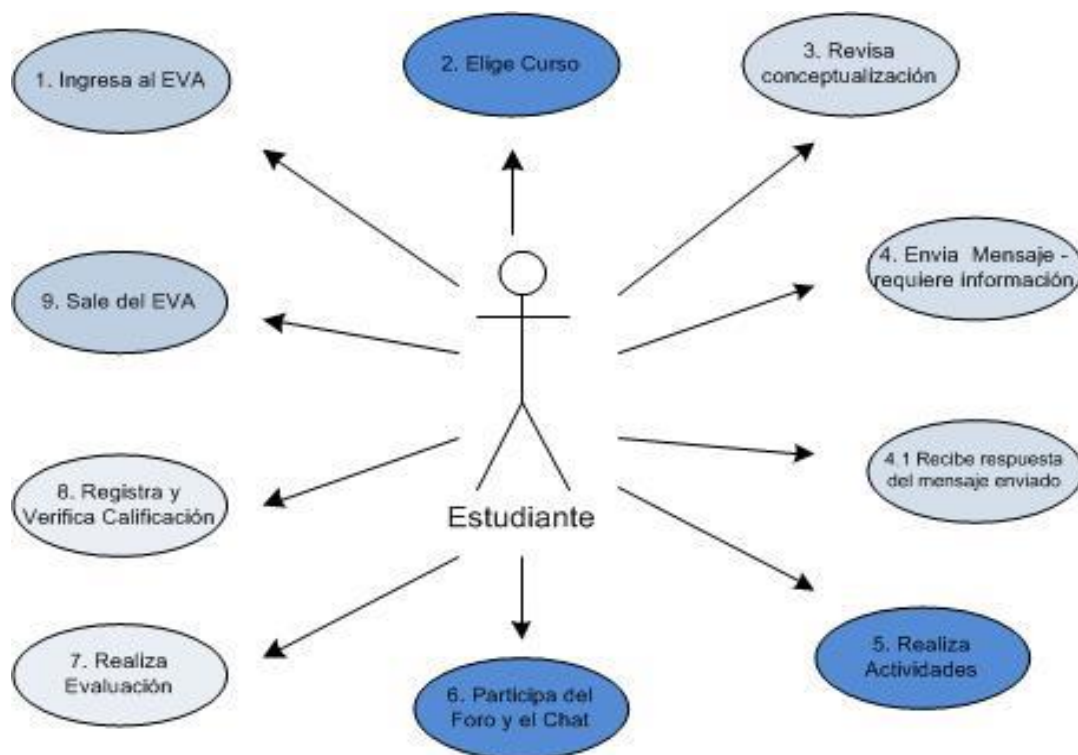 1. Ingresa al EVA
2. Elige Curso
3. Revisa
conceptualización
4. Envia Mensaje -
requiere información
4.1 Recibe respuesta
del mensaje enviado
5. Realiza
Actividades
6. Participa del
Foro y el Chat
7. Realiza
Evaluación
8. Registra y
Verifica Calificación
9. Sale del EVA
Estudiante